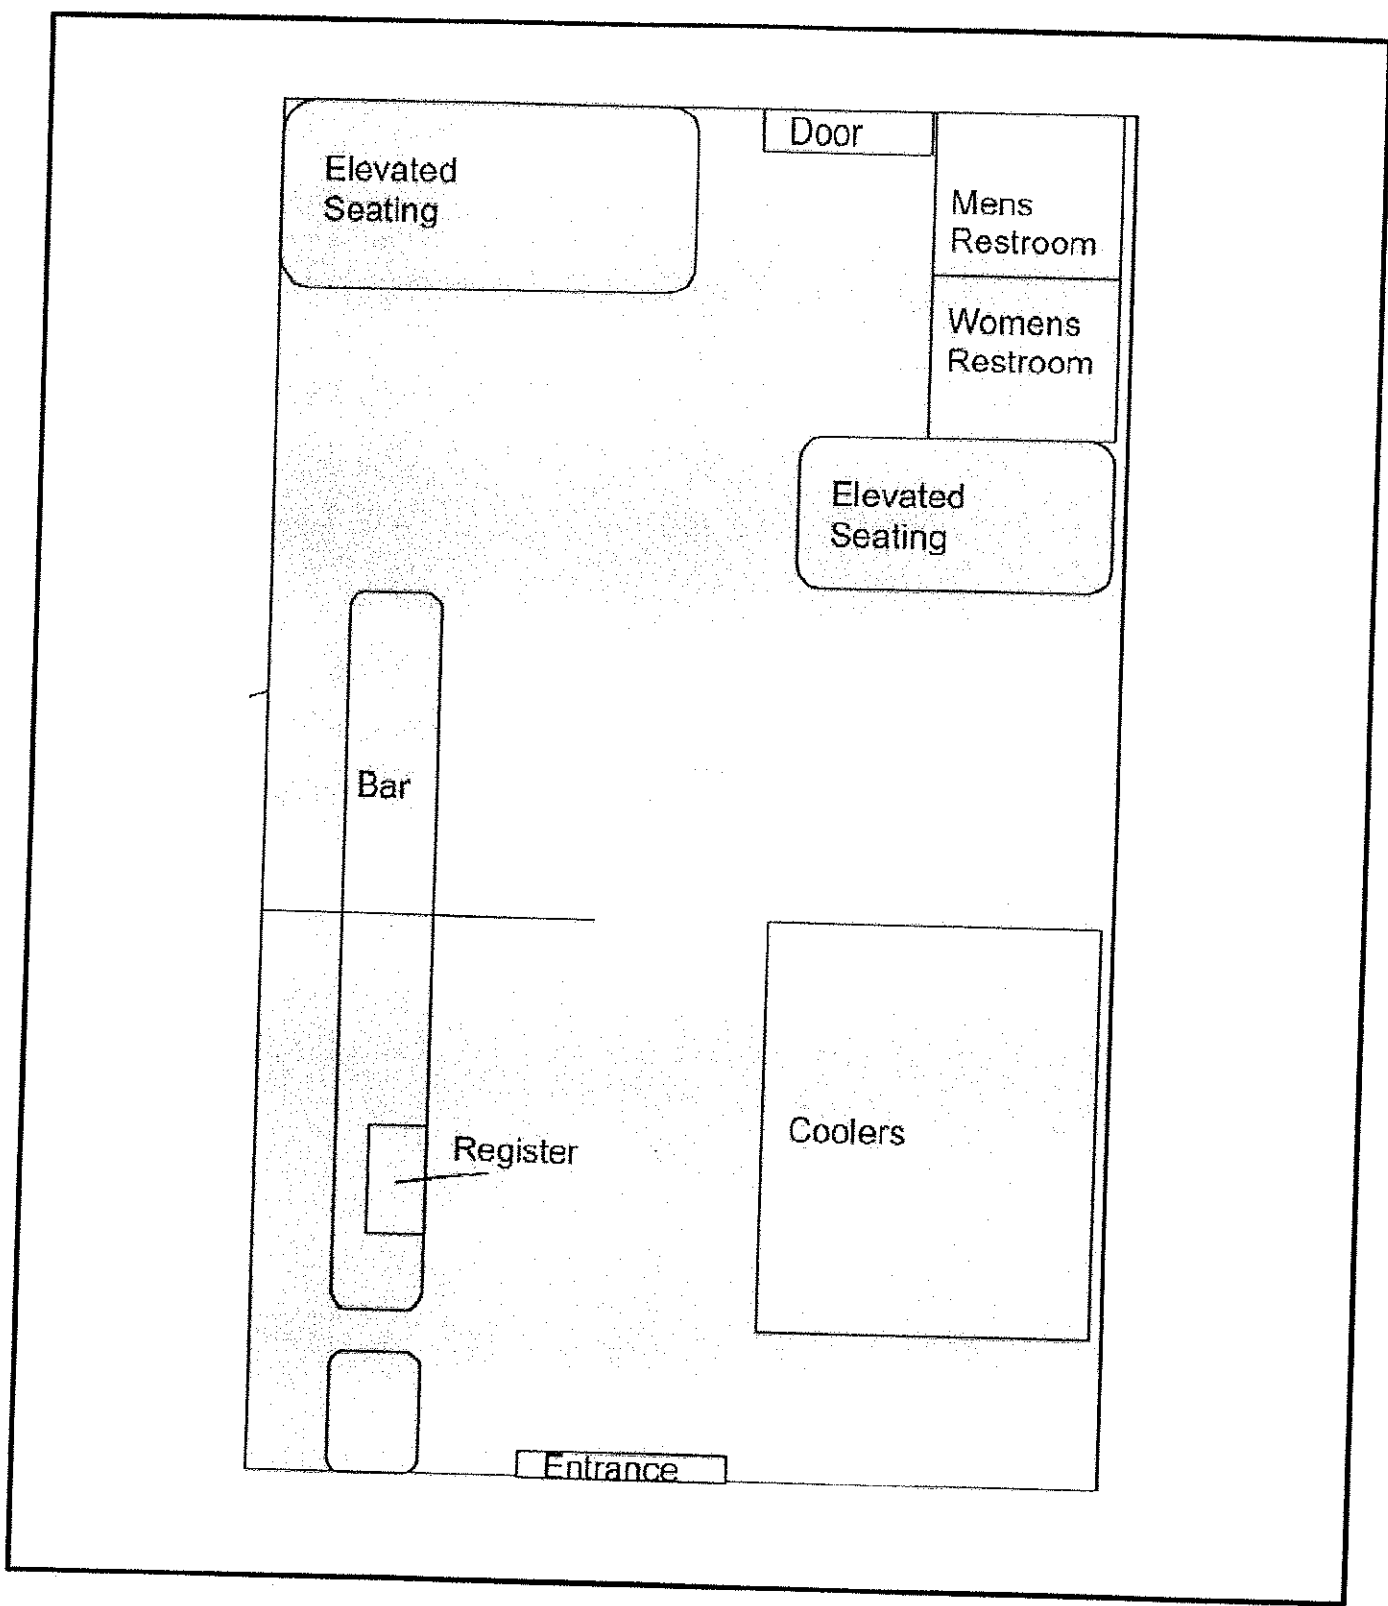 Door
Elevated
Seating
Mens
Restroom
Womens
Restroom
Elevated
Seating
Bar
Register
Coolers
Entrance